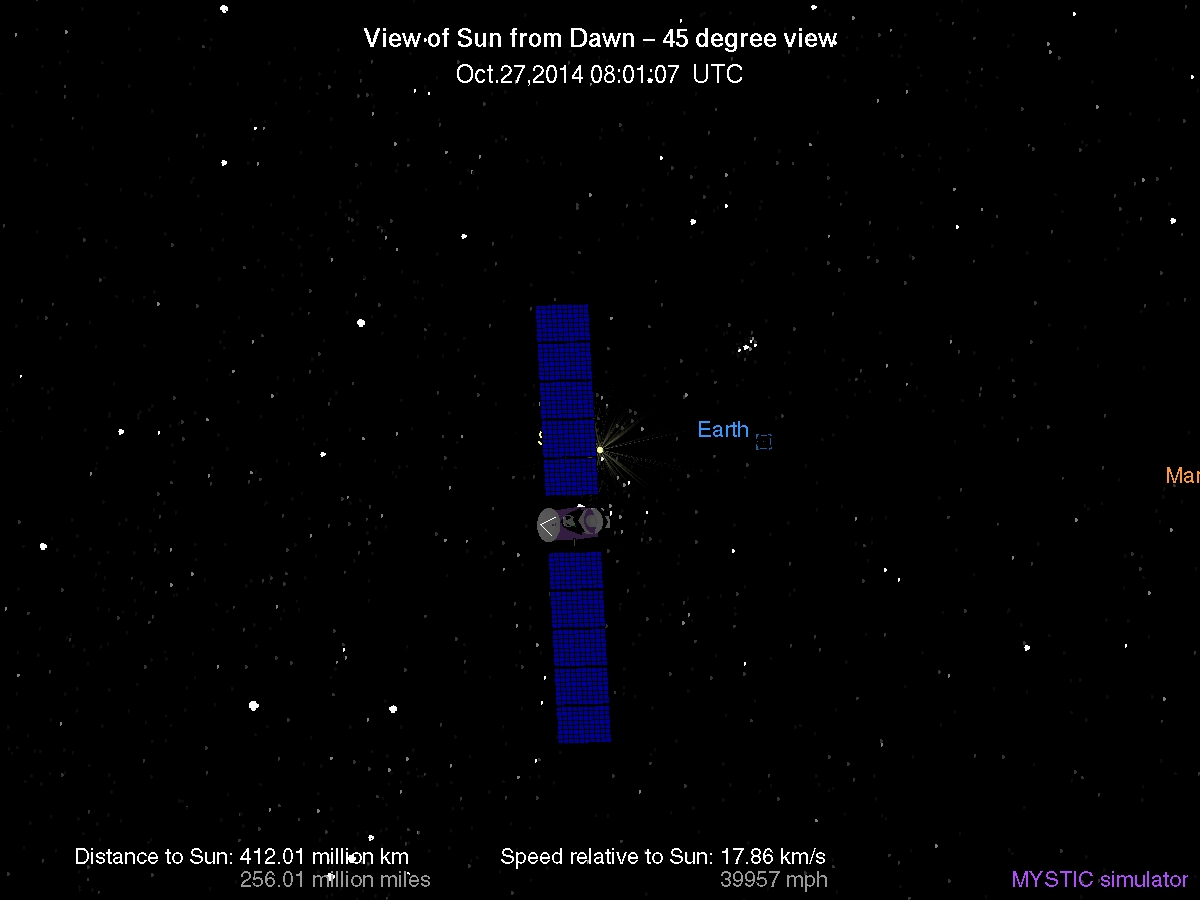 View of Sun from Dawn – 45 degree view
Oct.27,2014 08:01:07 UTC
Earth
Mar
Distance to Sun: 412.01 million km
256.01 million miles
Speed relative to Sun: 17.86 km/s
39957 mph
MYSTIC simulator